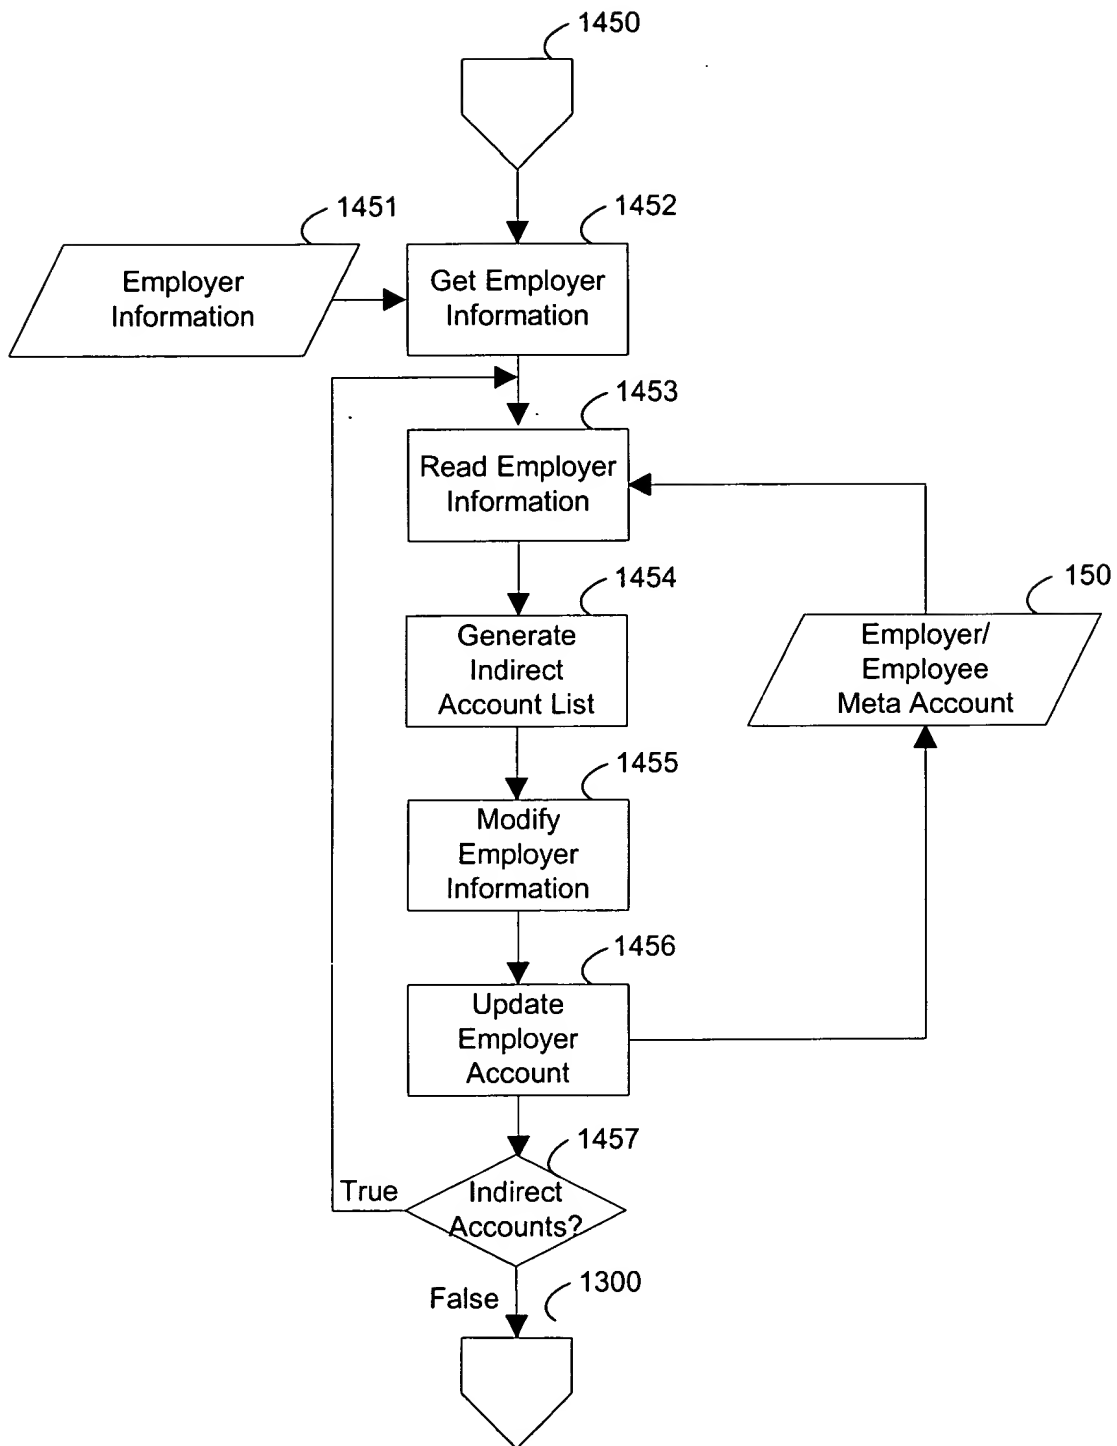 1450
1451
1452
Employer
Information
Get Employer
Information
1453
Read Employer
Information
1454
150
Generate
Indirect
Account List
Employer/
Employee
Meta Account
1455
Modify
Employer
Information
1456
Update
Employer
Account
1457
True
Indirect
Accounts?
False
1300